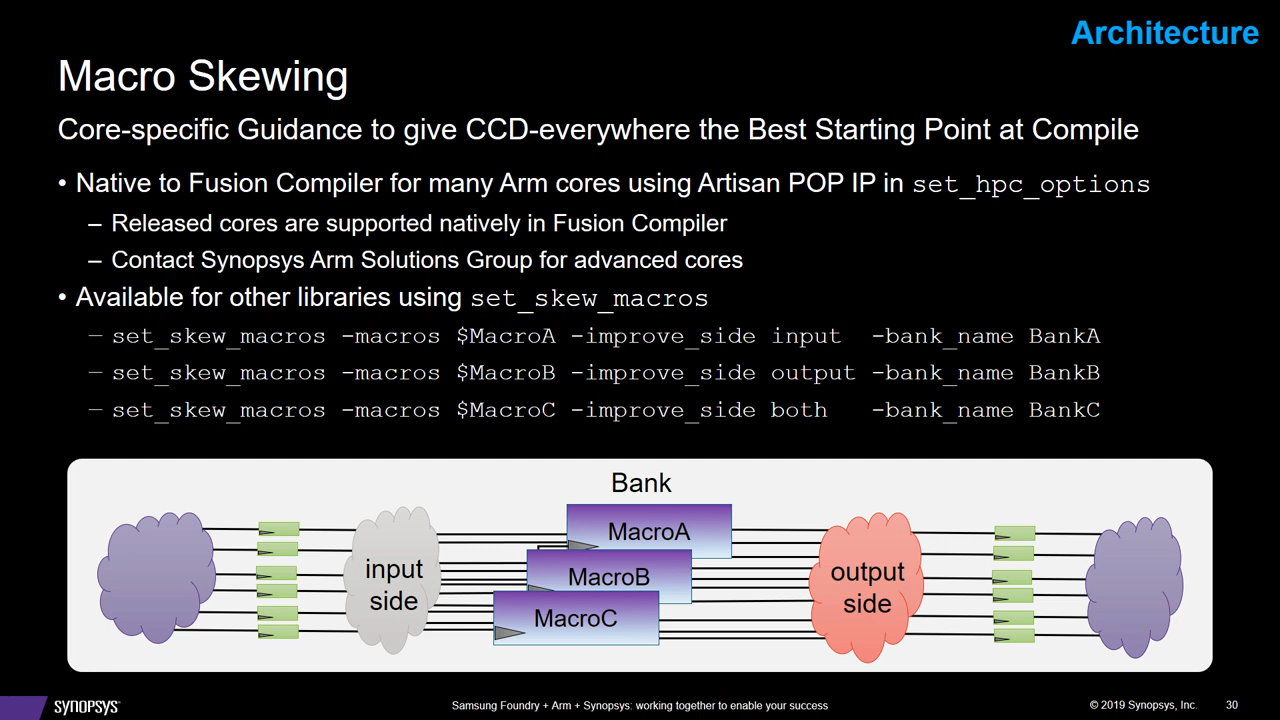 Architecture
Macro Skewing
Core-specific Guidance to give CCD-everywhere the Best Starting Point at Compile
• Native to Fusion Compiler for many Arm cores using Artisan POP IP in set_hpc_options
– Released cores are supported natively in Fusion Compiler
– Contact Synopsys Arm Solutions Group for advanced cores
• Available for other libraries using set_skew_macros
– set_skew_macros -macros $MacroA -improve_side input -bank_name BankA
– set_skew_macros -macros $MacroB -improve_side output -bank_name BankB
– set_skew_macros -macros $MacroC -improve_side both -bank_name BankC
Bank
MacroA
MacroB
MacroC
input
side
output
side
SYNOPSYS®
Samsung Foundry + Arm + Synopsys: working together to enable your success
© 2019 Synopsys, Inc. 30